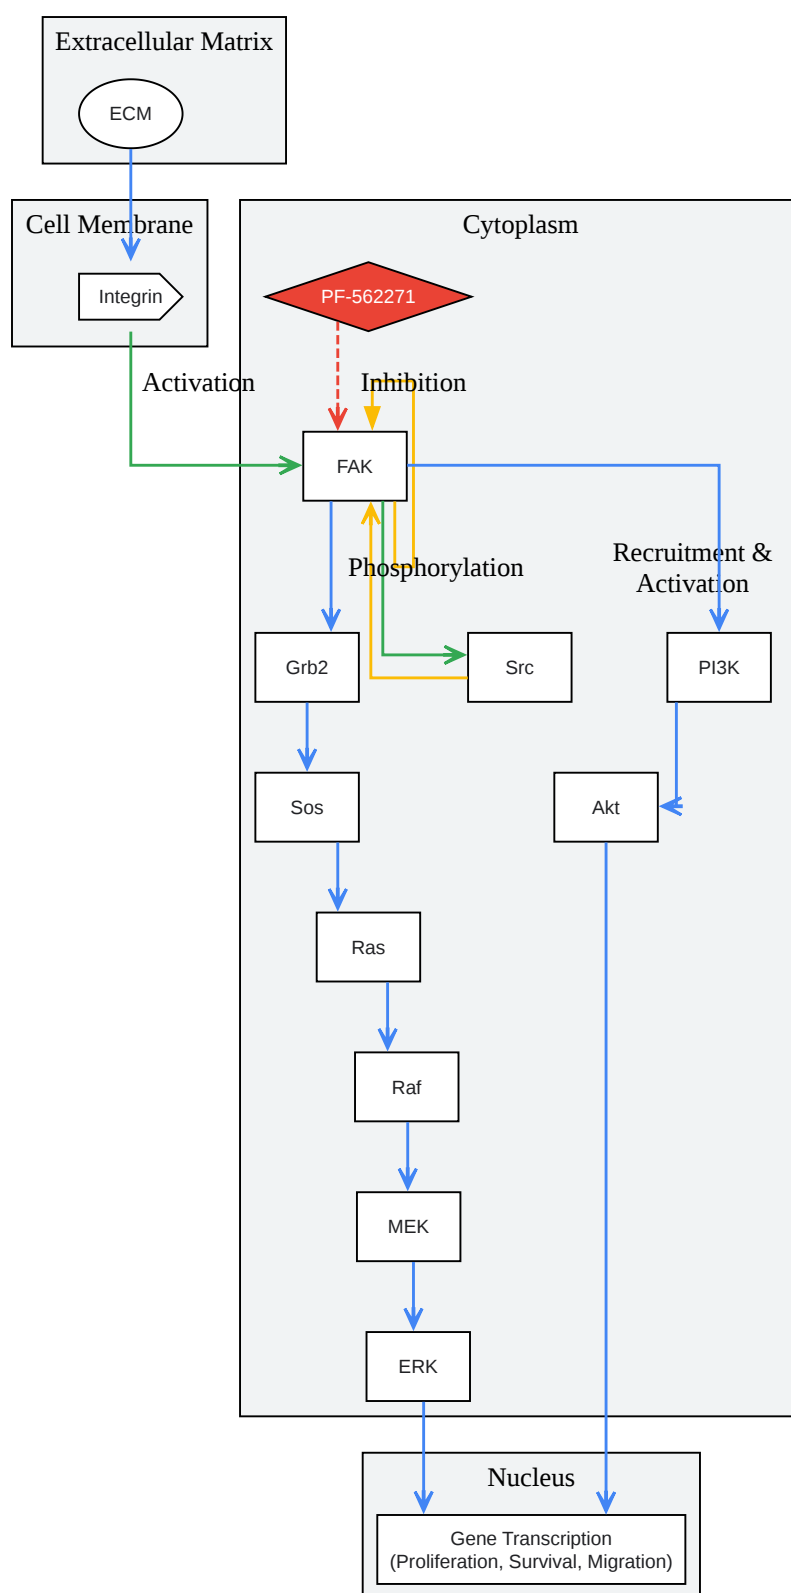 Extracellular Matrix
ECM
Cell Membrane
Integrin
Cytoplasm
PF-562271
Activation
Inhibition
FAK
Phosphorylation
Recruitment &
Activation
Grb2
Src
PI3K
Sos
Akt
Ras
Raf
MEK
ERK
Nucleus
Gene Transcription
(Proliferation, Survival, Migration)